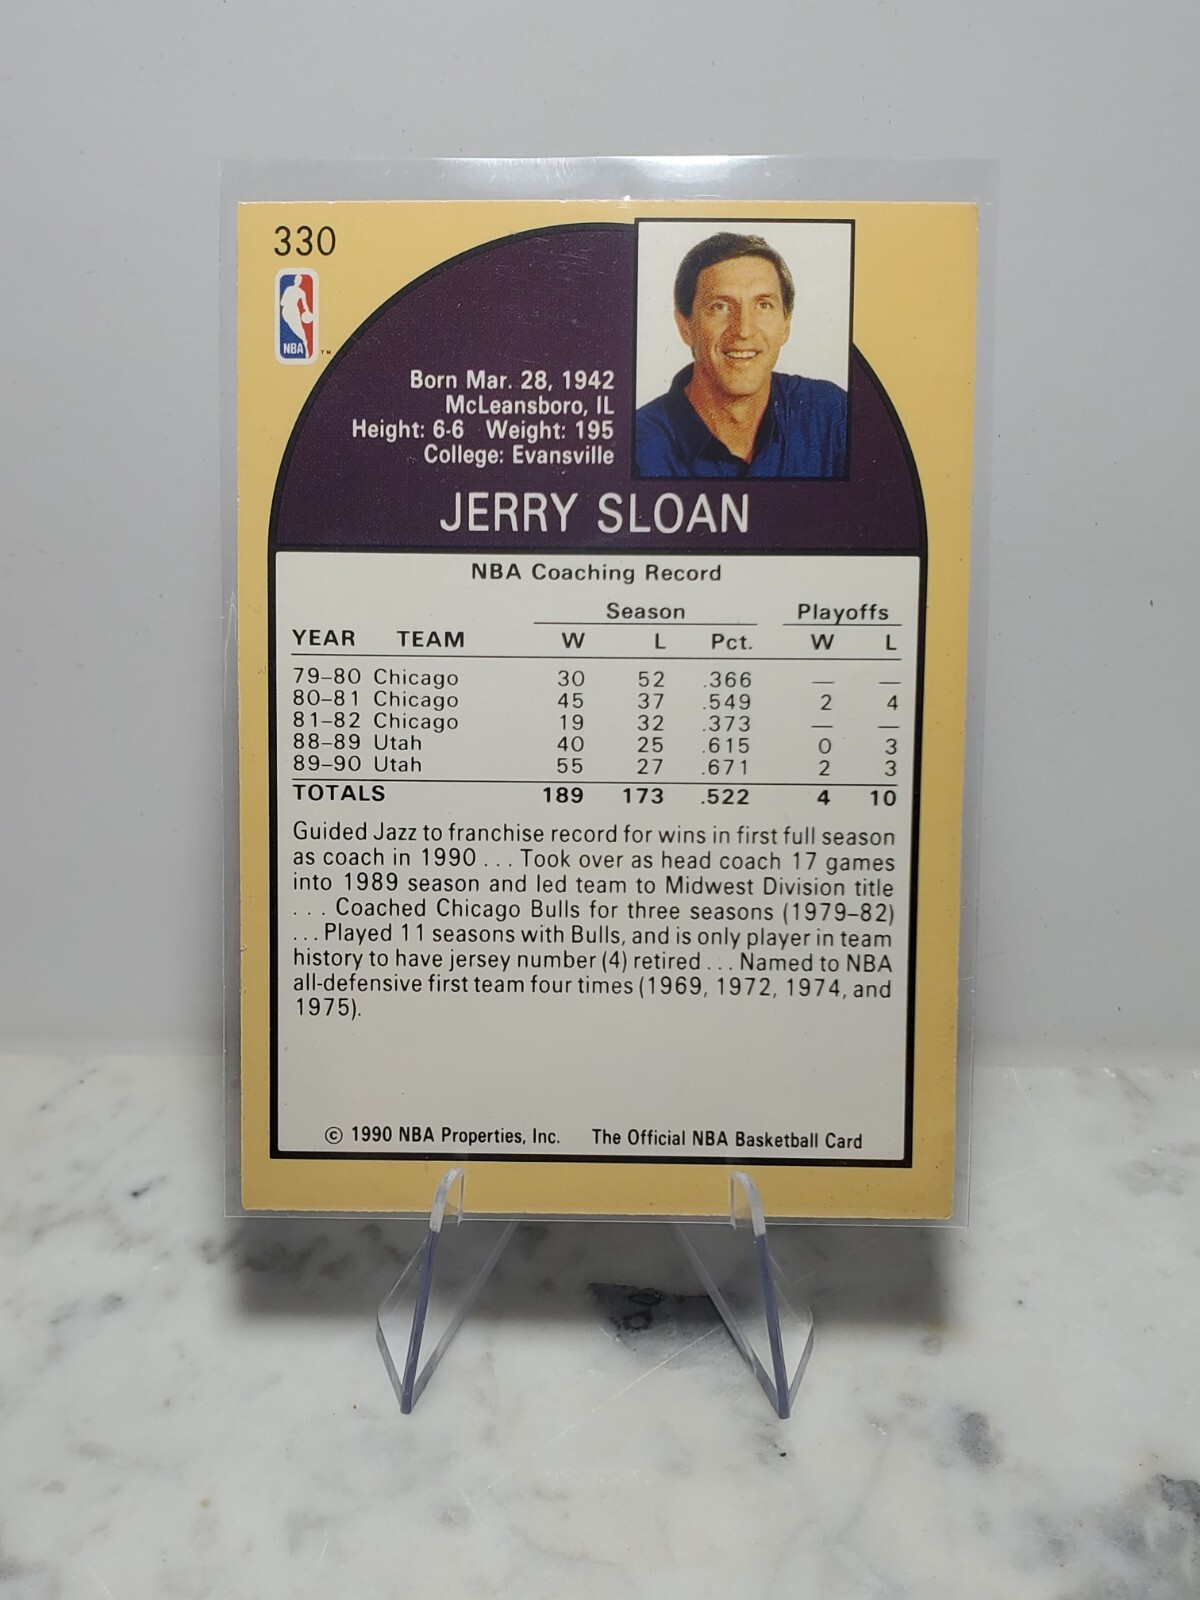 330
NBA
TM
Born Mar. 28, 1942
McLeansboro, IL
Height: 6-6 Weight: 195
College: Evansville
JERRY SLOAN
NBA Coaching Record
Season Playoffs
YEAR TEAM W L Pct. W L
79–80 Chicago 30 52 .366 — —
80–81 Chicago 45 37 .549 2 4
81–82 Chicago 19 32 .373 — —
88–89 Utah 40 25 .615 0 3
89–90 Utah 55 27 .671 2 3
TOTALS 189 173 .522 4 10
Guided Jazz to franchise record for wins in first full season
as coach in 1990 . . . Took over as head coach 17 games
into 1989 season and led team to Midwest Division title
. . . Coached Chicago Bulls for three seasons (1979–82)
. . . Played 11 seasons with Bulls, and is only player in team
history to have jersey number (4) retired . . . Named to NBA
all-defensive first team four times (1969, 1972, 1974, and
1975).
© 1990 NBA Properties, Inc. The Official NBA Basketball Card